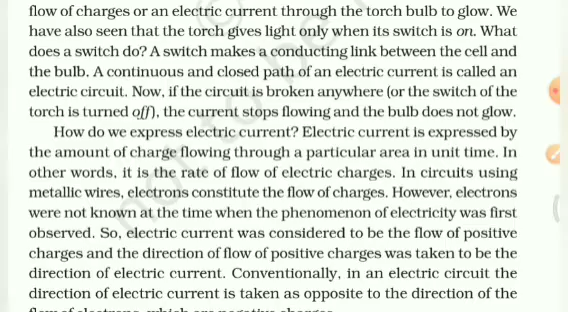 flow of charges or an electric current through the torch bulb to glow. We
have also seen that the torch gives light only when its switch is on. What
does a switch do? A switch makes a conducting link between the cell and
the bulb. A continuous and closed path of an electric current is called an
electric circuit. Now, if the circuit is broken anywhere (or the switch of the
torch is turned off), the current stops flowing and the bulb does not glow.
How do we express electric current? Electric current is expressed by
the amount of charge flowing through a particular area in unit time. In
other words, it is the rate of flow of electric charges. In circuits using
metallic wires, electrons constitute the flow of charges. However, electrons
were not known at the time when the phenomenon of electricity was first
observed. So, electric current was considered to be the flow of positive
charges and the direction of flow of positive charges was taken to be the
direction of electric current. Conventionally, in an electric circuit the
direction of electric current is taken as opposite to the direction of the